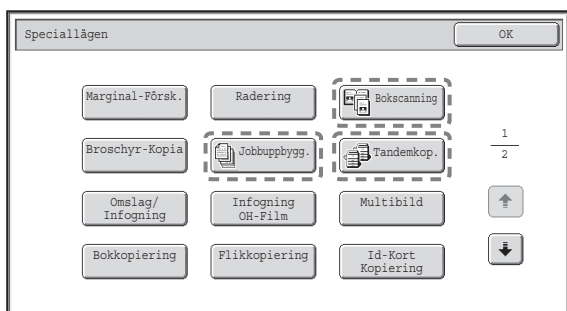 Speciallägen
OK
Marginal-Försk.
Radering
Bokscanning
Broschyr-Kopia
Jobbuppbygg.
Tandemkop.
1
2
Omslag/
Infogning
Infogning
OH-Film
Multibild
Bokkopiering
Flikkopiering
Id-Kort
Kopiering